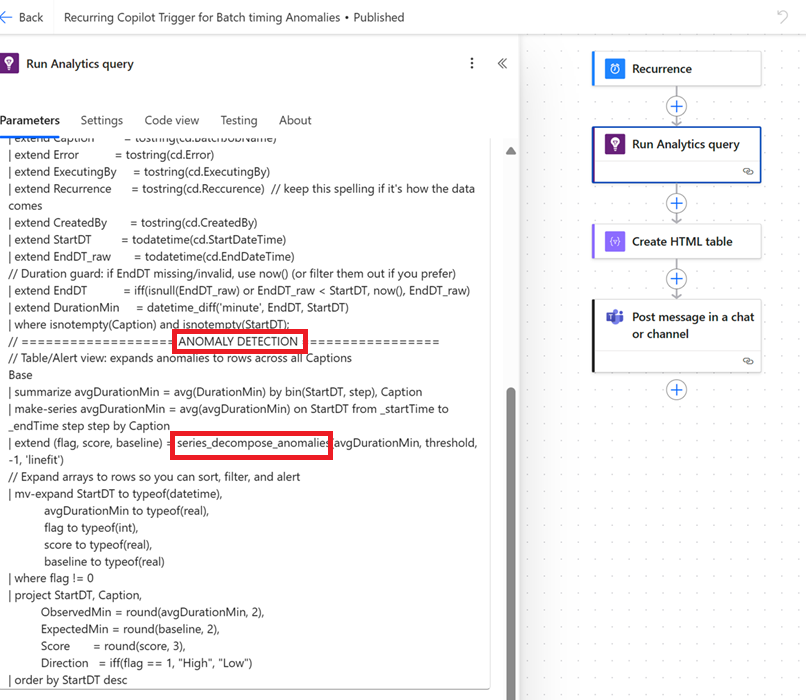 Back
Recurring Copilot Trigger for Batch timing Anomalies • Published
Run Analytics query
Parameters
Settings
Code view
Testing
About
| extend Caption = tostring(cd.BatchJobName)
| extend Error = tostring(cd.Error)
| extend ExecutingBy = tostring(cd.ExecutingBy)
| extend Recurrence = tostring(cd.Reccurence) // keep this spelling if it's how the data
comes
| extend CreatedBy = tostring(cd.CreatedBy)
| extend StartDT = todatetime(cd.StartDateTime)
| extend EndDT_raw = todatetime(cd.EndDateTime)
// Duration guard: if EndDT missing/invalid, use now() (or filter them out if you prefer)
| extend EndDT = iff(isnull(EndDT_raw) or EndDT_raw < StartDT, now(), EndDT_raw)
| extend DurationMin = datetime_diff('minute', EndDT, StartDT)
| where isnotempty(Caption) and isnotempty(StartDT);
// =================== ANOMALY DETECTION ================
// Table/Alert view: expands anomalies to rows across all Captions
Base
| summarize avgDurationMin = avg(DurationMin) by bin(StartDT, step), Caption
| make-series avgDurationMin = avg(avgDurationMin) on StartDT from _startTime to
_endTime step step by Caption
| extend (flag, score, baseline) = series_decompose_anomalies(avgDurationMin, threshold,
-1, 'linefit')
// Expand arrays to rows so you can sort, filter, and alert
| mv-expand StartDT to typeof(datetime),
avgDurationMin to typeof(real),
flag to typeof(int),
score to typeof(real),
baseline to typeof(real)
| where flag != 0
| project StartDT, Caption,
ObservedMin = round(avgDurationMin, 2),
ExpectedMin = round(baseline, 2),
Score = round(score, 3),
Direction = iff(flag == 1, "High", "Low")
| order by StartDT desc
Recurrence
Run Analytics query
Create HTML table
Post message in a chat
or channel